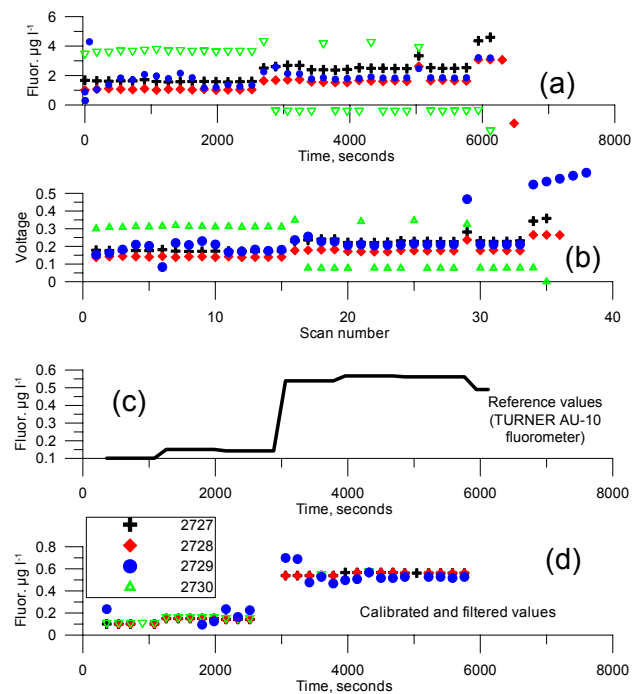 6
4
2
0
Fluor. µg l⁻¹
(a)
0 2000 4000 6000 8000
Time, seconds
0.5
0.4
0.3
0.2
0.1
0
Voltage
(b)
0 10 20 30 40
Scan number
0.6
0.5
0.4
0.3
0.2
0.1
Fluor. µg l⁻¹
(c)
Reference values
(TURNER AU-10
fluorometer)
0 2000 4000 6000 8000
Time, seconds
2727
2728
2729
2730
0.8
0.6
0.4
0.2
0
Fluor. µg l⁻¹
(d)
Calibrated and filtered values
0 2000 4000 6000 8000
Time, seconds